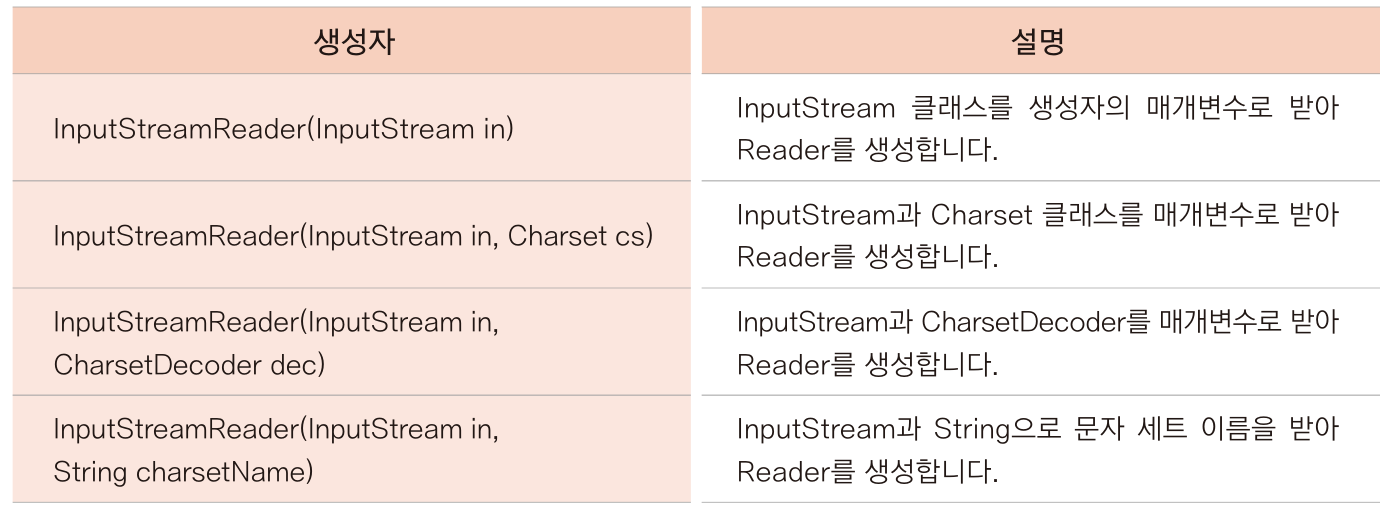 생성자
설명
InputStreamReader(InputStream in)
InputStream 클래스를 생성자의 매개변수로 받아
Reader를 생성합니다.
InputStreamReader(InputStream in, Charset cs)
InputStream과 Charset 클래스를 매개변수로 받아
Reader를 생성합니다.
InputStreamReader(InputStream in,
CharsetDecoder dec)
InputStream과 CharsetDecoder를 매개변수로 받아
Reader를 생성합니다.
InputStreamReader(InputStream in,
String charsetName)
InputStream과 String으로 문자 세트 이름을 받아
Reader를 생성합니다.